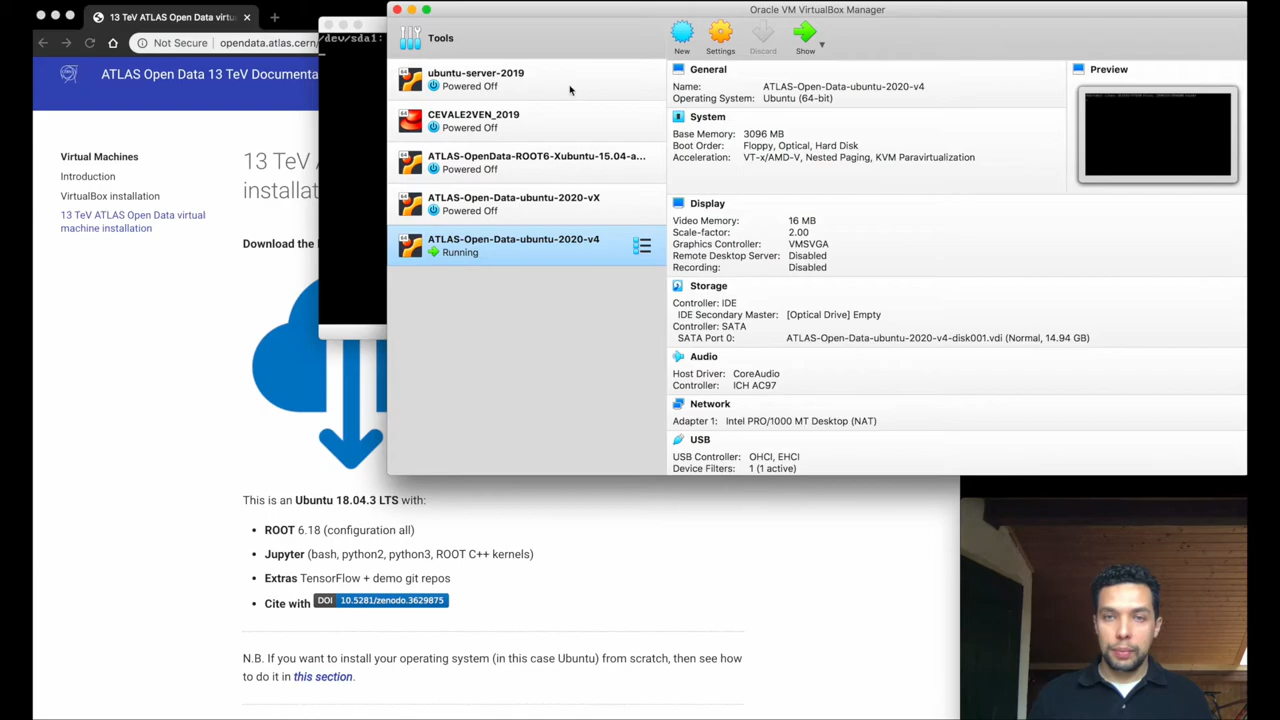 13 TeV ATLAS Open Data virtu
Not Secure
opendata.atlas.cern
ATLAS Open Data 13 TeV Documenta
Virtual Machines
Introduction
VirtualBox installation
13 TeV ATLAS Open Data virtual
machine installation
13 TeV
installat
Download the
This is an Ubuntu 18.04.3 LTS with:
ROOT 6.18 (configuration all)
Jupyter (bash, python2, python3, ROOT C++ kernels)
Extras TensorFlow + demo git repos
Cite with DOI 10.5281/zenodo.3629875
N.B. If you want to install your operating system (in this case Ubuntu) from scratch, then see how
to do it in this section.
/dev/sda1:
Oracle VM VirtualBox Manager
Tools
New
Settings
Discard
Show
64 ubuntu-server-2019
Powered Off
64 CEVALE2VEN_2019
Powered Off
64 ATLAS-OpenData-ROOT6-Xubuntu-15.04-a...
Powered Off
64 ATLAS-Open-Data-ubuntu-2020-vX
Powered Off
64 ATLAS-Open-Data-ubuntu-2020-v4
Running
General
Name: ATLAS-Open-Data-ubuntu-2020-v4
Operating System: Ubuntu (64-bit)
System
Base Memory: 3096 MB
Boot Order: Floppy, Optical, Hard Disk
Acceleration: VT-x/AMD-V, Nested Paging, KVM Paravirtualization
Display
Video Memory: 16 MB
Scale-factor: 2.00
Graphics Controller: VMSVGA
Remote Desktop Server: Disabled
Recording: Disabled
Storage
Controller: IDE
IDE Secondary Master: [Optical Drive] Empty
Controller: SATA
SATA Port 0: ATLAS-Open-Data-ubuntu-2020-v4-disk001.vdi (Normal, 14.94 GB)
Audio
Host Driver: CoreAudio
Controller: ICH AC97
Network
Adapter 1: Intel PRO/1000 MT Desktop (NAT)
USB
USB Controller: OHCI, EHCI
Device Filters: 1 (1 active)
Preview